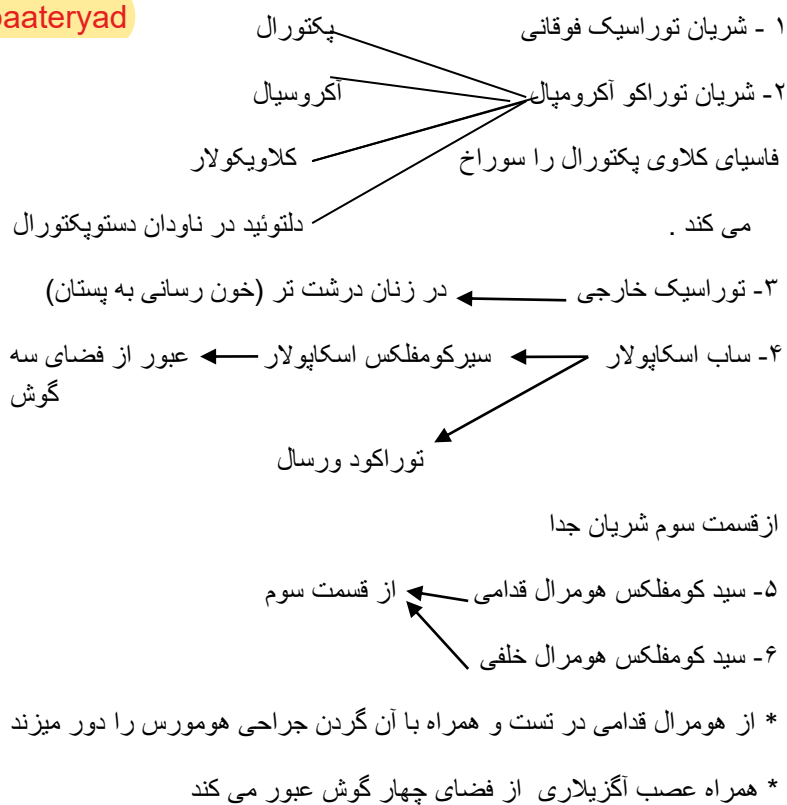 paateryad
۱ - شریان توراسیک فوقانی پکتورال
۲- شریان توراکو آکرومپال آکروسیال
فاسیای کلاوی پکتورال را سوراخ کلاویکولار
می کند . دلتوئید در ناودان دستوپکتورال
۳- توراسیک خارجی در زنان درشت تر (خون رسانی به پستان)
۴- ساب اسکاپولار سیرکومفلکس اسکاپولار عبور از فضای سه
گوش
توراکود ورسال
ازقسمت سوم شریان جدا
۵- سید کومفلکس هومرال قدامی از قسمت سوم
۶- سید کومفلکس هومرال خلفی
* از هومرال قدامی در تست و همراه با آن گردن جراحی هومورس را دور میزند
* همراه عصب آگزیلاری از فضای چهار گوش عبور می کند